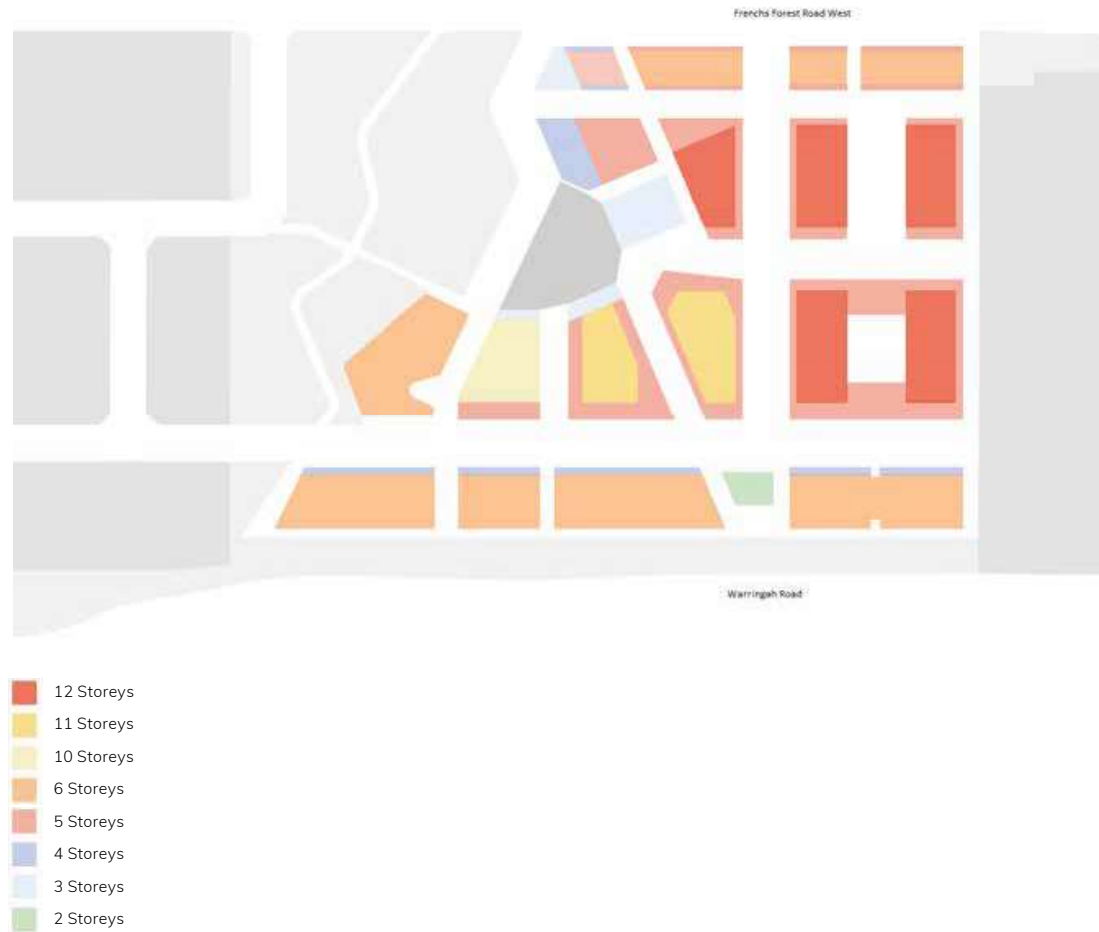 Frenchs Forest Road West
Warringah Road
12 Storeys
11 Storeys
10 Storeys
6 Storeys
5 Storeys
4 Storeys
3 Storeys
2 Storeys